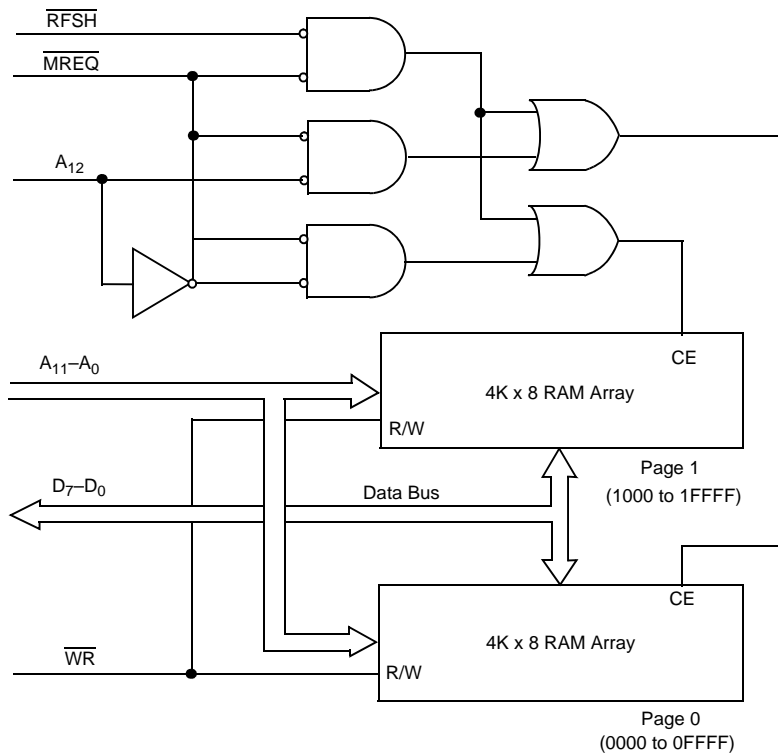 RFSH
MREQ
A12
A11–A0
CE
4K x 8 RAM Array
R/W
Page 1
(1000 to 1FFFF)
D7–D0
Data Bus
CE
4K x 8 RAM Array
WR
R/W
Page 0
(0000 to 0FFFF)